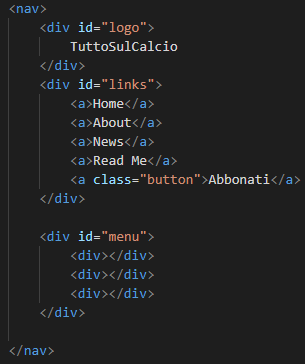 <nav>
<div id="logo">
TuttoSulCalcio
</div>
<div id="links">
<a>Home</a>
<a>About</a>
<a>News</a>
<a>Read Me</a>
<a class="button">Abbonati</a>
</div>
<div id="menu">
<div></div>
<div></div>
<div></div>
</div>
</nav>